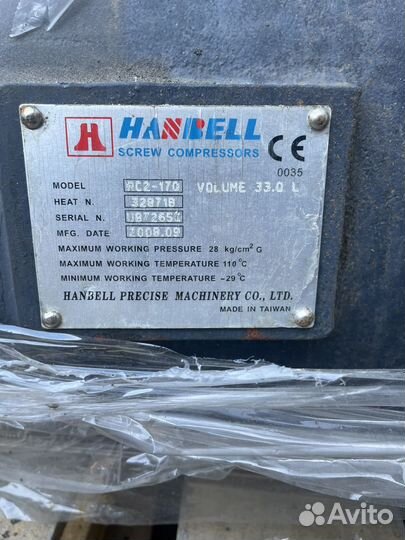 HANBELL
SCREW COMPRESSORS
CE
0035
MODEL RC2-170 VOLUME 33.0 L
HEAT N. 32871B
SERIAL N.
MFG. DATE 2008.09
MAXIMUM WORKING PRESSURE 28 kg/cm² G
MAXIMUM WORKING TEMPERATURE 110°C
MINIMUM WORKING TEMPERATURE -29°C
HANBELL PRECISE MACHINERY CO., LTD.
MADE IN TAIWAN
Avito